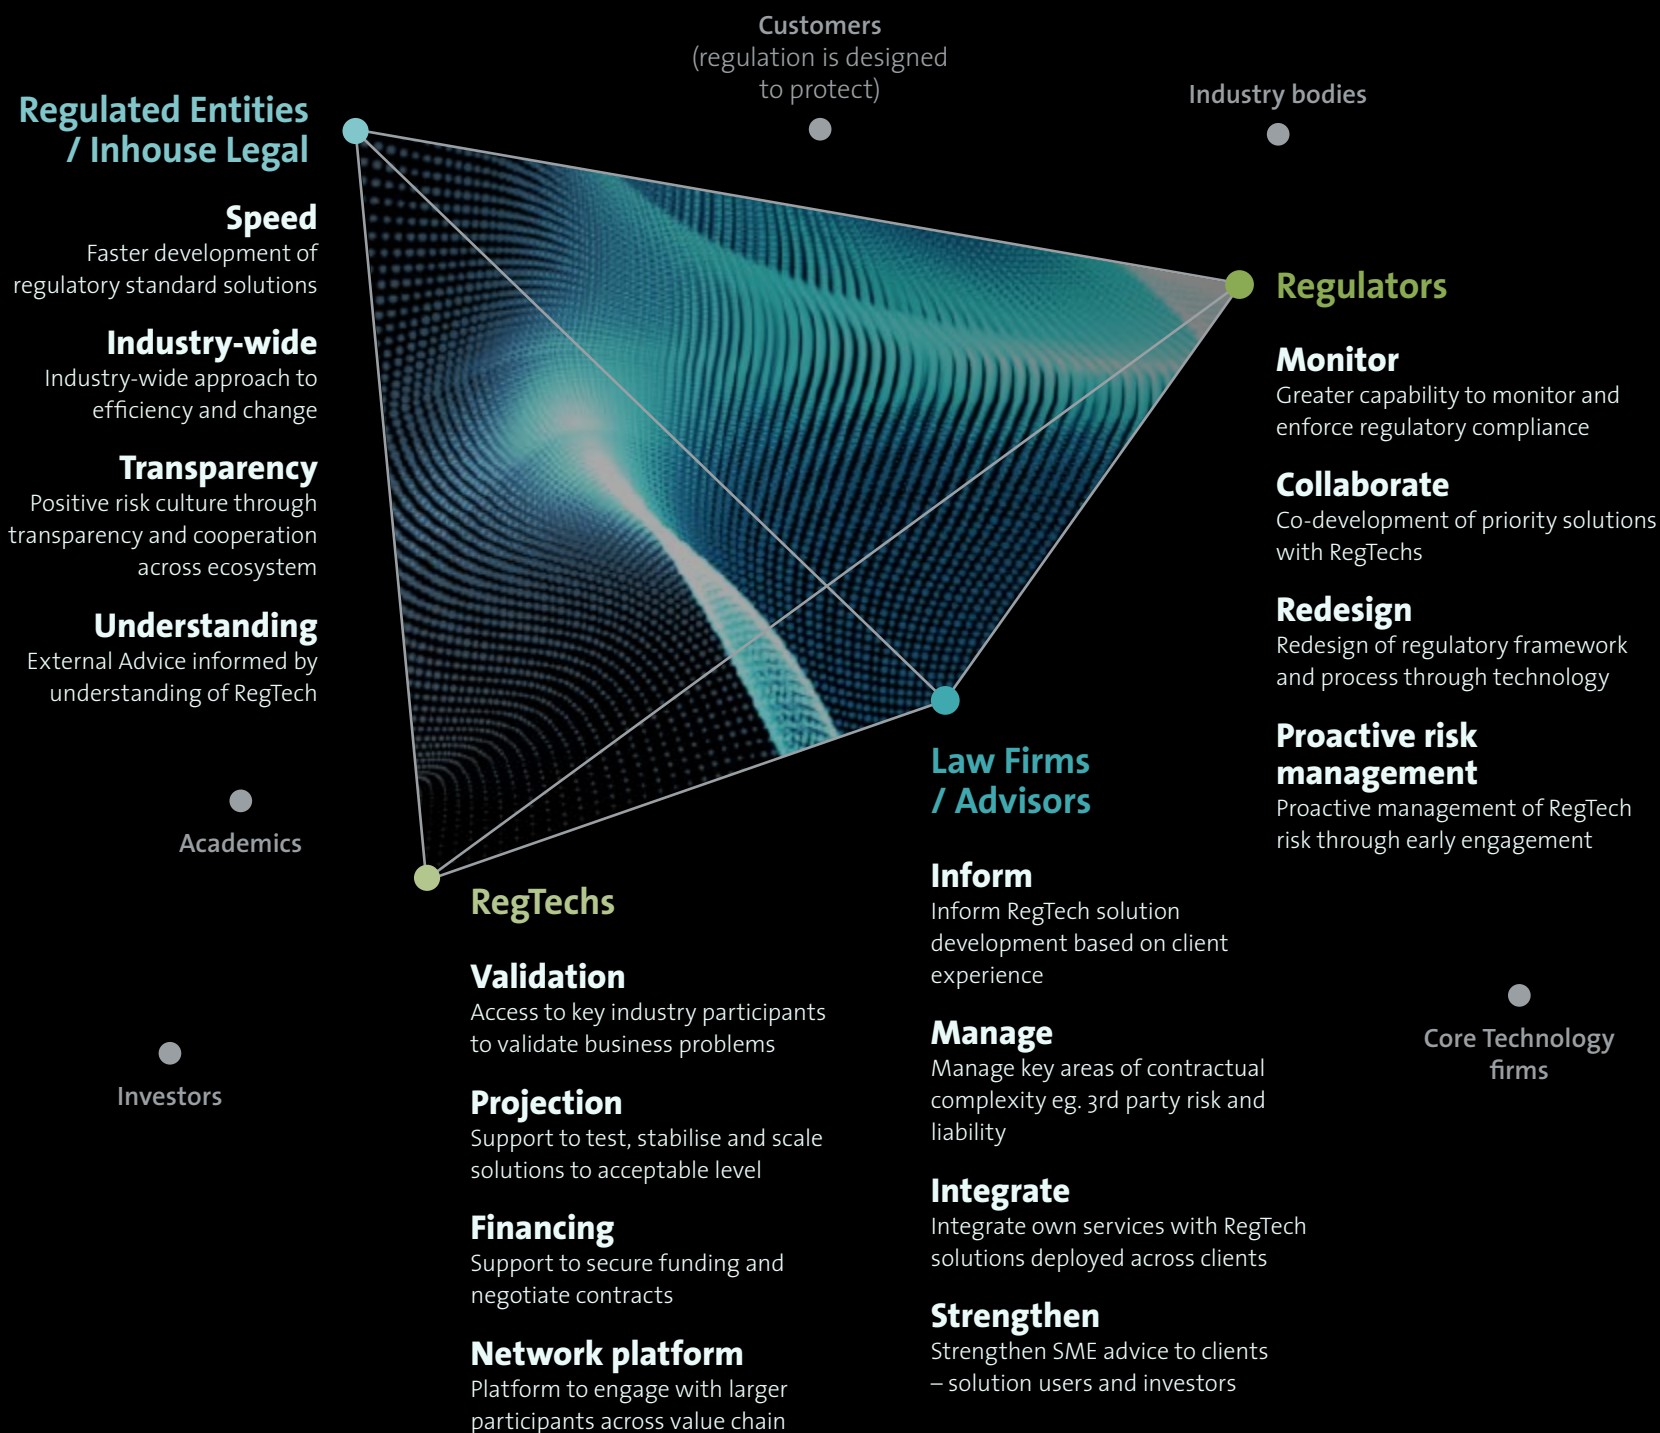 Customers
(regulation is designed
to protect)
Industry bodies
Regulated Entities
/ Inhouse Legal
Speed
Faster development of
regulatory standard solutions
Industry-wide
Industry-wide approach to
efficiency and change
Transparency
Positive risk culture through
transparency and cooperation
across ecosystem
Understanding
External Advice informed by
understanding of RegTech
Regulators
Monitor
Greater capability to monitor and
enforce regulatory compliance
Collaborate
Co-development of priority solutions
with RegTechs
Redesign
Redesign of regulatory framework
and process through technology
Proactive risk
management
Proactive management of RegTech
risk through early engagement
Academics
Investors
RegTechs
Validation
Access to key industry participants
to validate business problems
Projection
Support to test, stabilise and scale
solutions to acceptable level
Financing
Support to secure funding and
negotiate contracts
Network platform
Platform to engage with larger
participants across value chain
Law Firms
/ Advisors
Inform
Inform RegTech solution
development based on client
experience
Manage
Manage key areas of contractual
complexity eg. 3rd party risk and
liability
Integrate
Integrate own services with RegTech
solutions deployed across clients
Strengthen
Strengthen SME advice to clients
– solution users and investors
Core Technology
firms